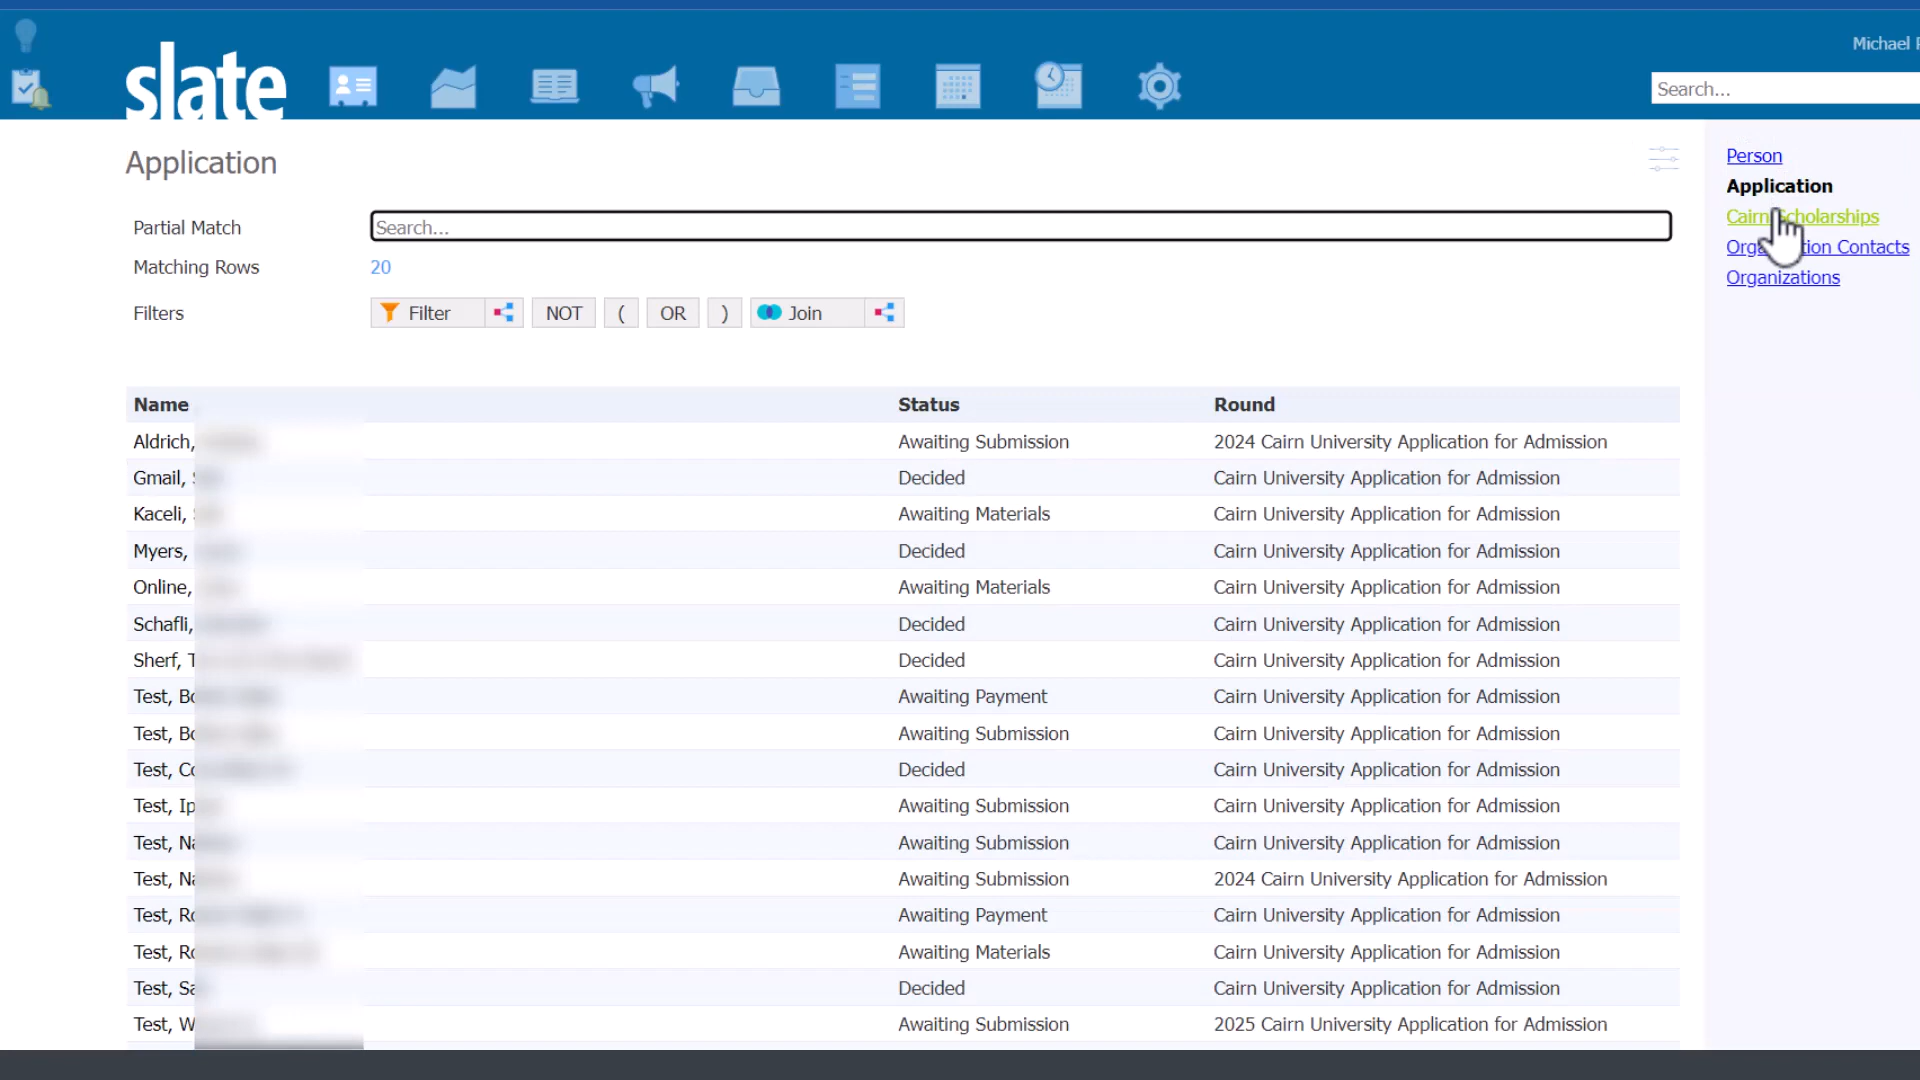 slate
Michael
Search...
Application
Partial Match
Search...
Matching Rows
20
Filters
Filter
NOT
(
OR
)
Join
Name
Status
Round
Aldrich,
Awaiting Submission
2024 Cairn University Application for Admission
Gmail,
Decided
Cairn University Application for Admission
Kaceli,
Awaiting Materials
Cairn University Application for Admission
Myers,
Decided
Cairn University Application for Admission
Online,
Awaiting Materials
Cairn University Application for Admission
Schafli,
Decided
Cairn University Application for Admission
Sherf,
Decided
Cairn University Application for Admission
Test,
Awaiting Payment
Cairn University Application for Admission
Test,
Awaiting Submission
Cairn University Application for Admission
Test,
Decided
Cairn University Application for Admission
Test,
Awaiting Submission
Cairn University Application for Admission
Test,
Awaiting Submission
Cairn University Application for Admission
Test,
Awaiting Submission
2024 Cairn University Application for Admission
Test,
Awaiting Payment
Cairn University Application for Admission
Test,
Awaiting Materials
Cairn University Application for Admission
Test,
Decided
Cairn University Application for Admission
Test,
Awaiting Submission
2025 Cairn University Application for Admission
Person
Application
Cairn Scholarships
Contacts
Organizations